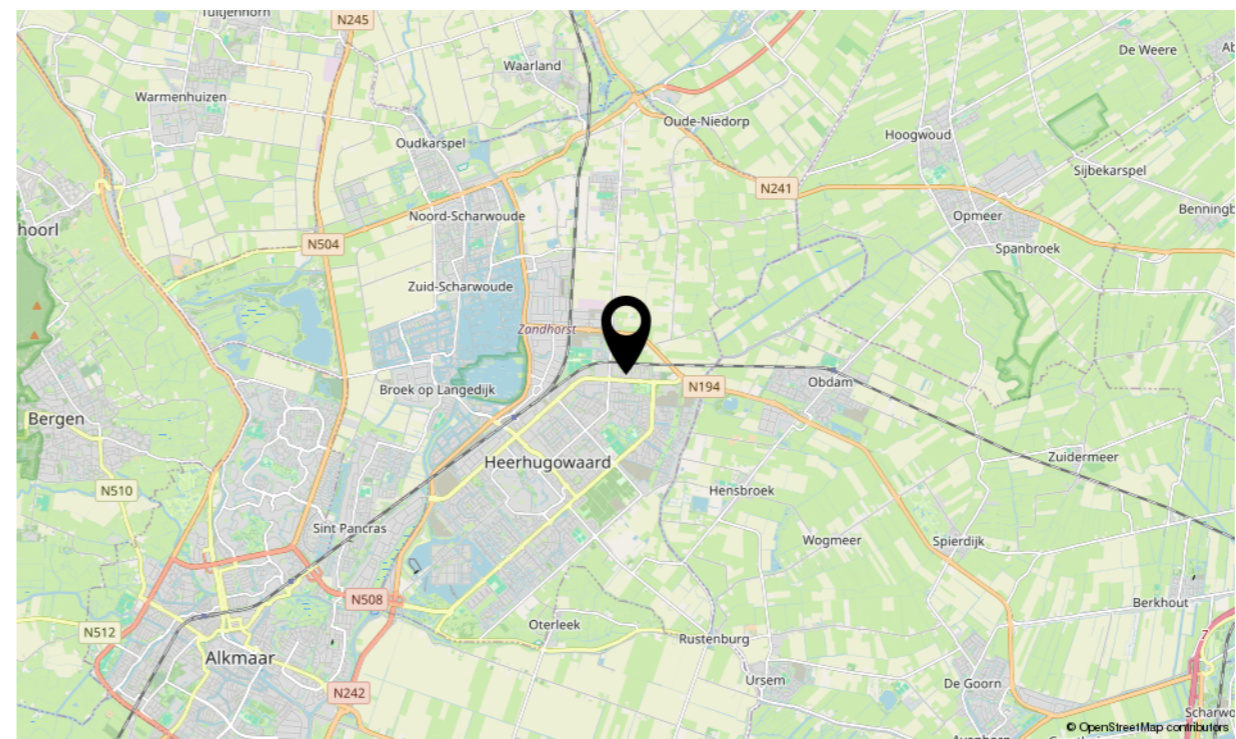 Tuitjenhorn
N245
De Weere
Waarland
Warmenhuizen
Oude-Niedorp
Hoogwoud
Oudkarspel
Sijbekarspel
N241
Noord-Scharwoude
Opmeer
Benningb
hoorl
N504
Spanbroek
Zuid-Scharwoude
Zandhorst
Broek op Langedijk
N194
Obdam
Bergen
Heerhugowaard
Zuidermeer
N510
Hensbroek
Sint Pancras
Wogmeer
Spierdijk
N508
Berkhout
N512
Oterleek
Rustenburg
7
Alkmaar
Ursem
De Goorn
N242
Scharwo
© OpenStreetMap contributors